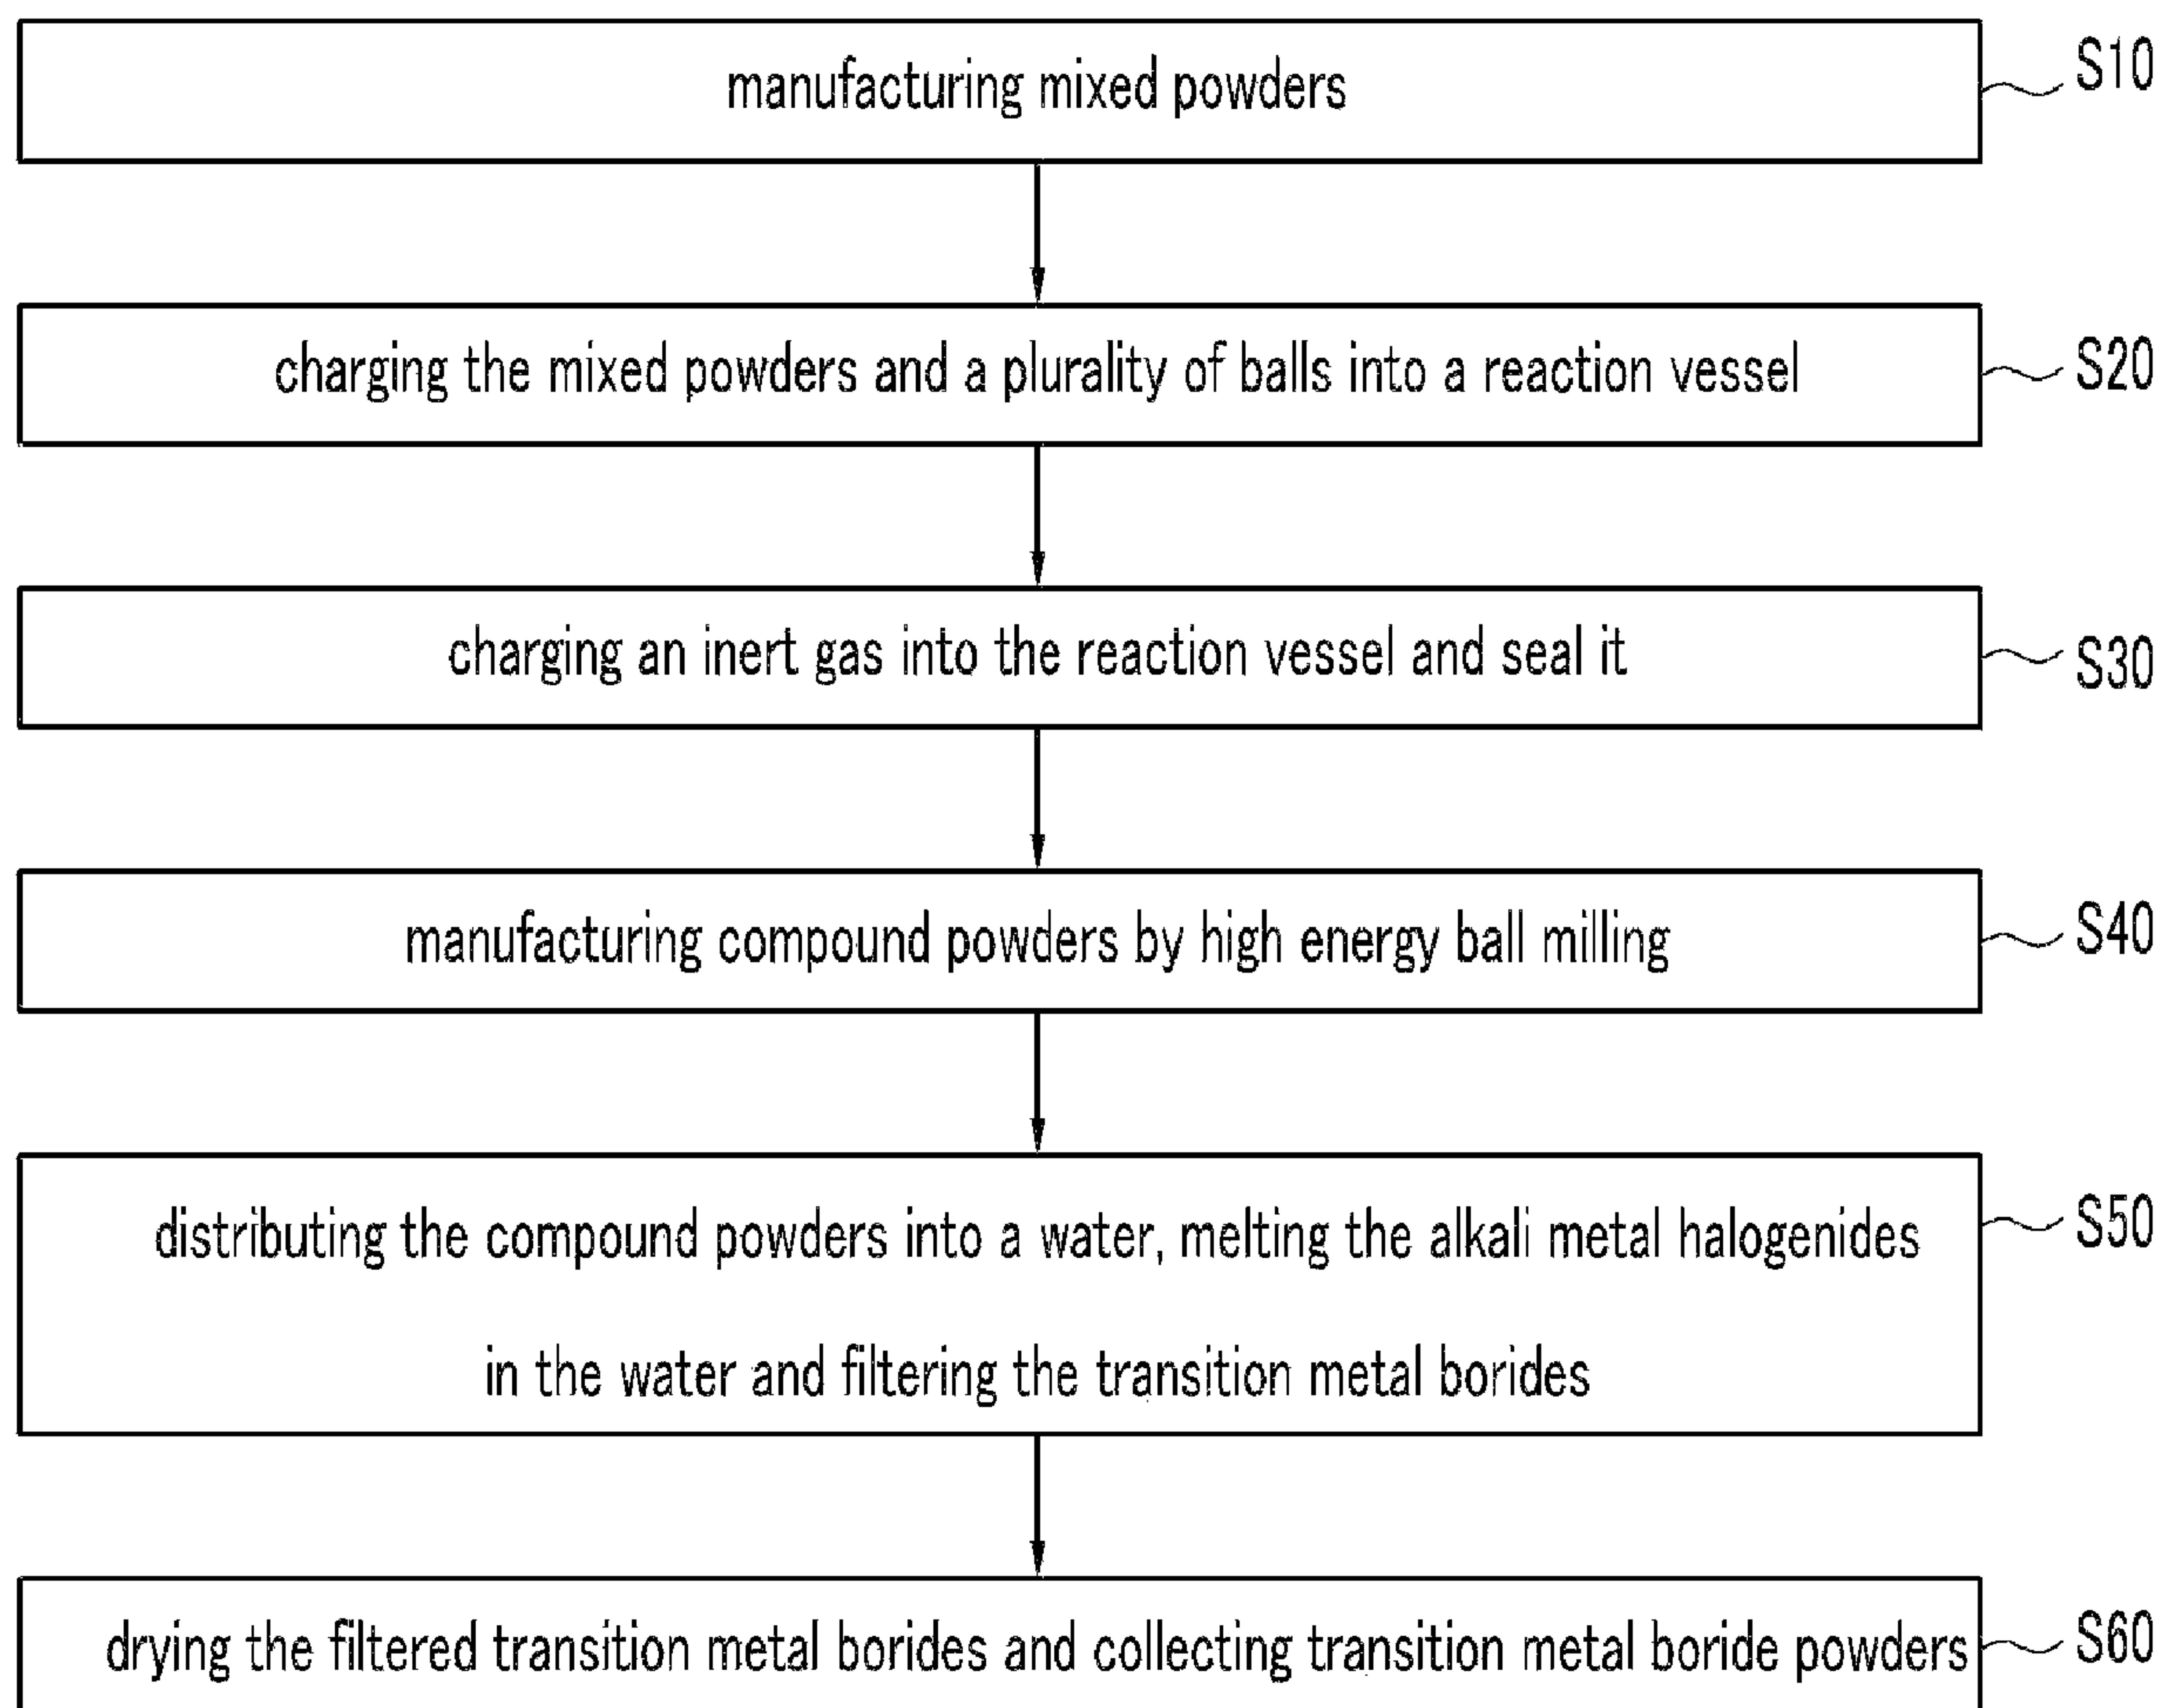 manufacturing mixed powders
S10
charging the mixed powders and a plurality of balls into a reaction vessel
S20
charging an inert gas into the reaction vessel and seal it
S30
manufacturing compound powders by high energy ball milling
S40
distributing the compound powders into a water, melting the alkali metal halogenides
in the water and filtering the transition metal borides
S50
drying the filtered transition metal borides and collecting transition metal boride powders
S60